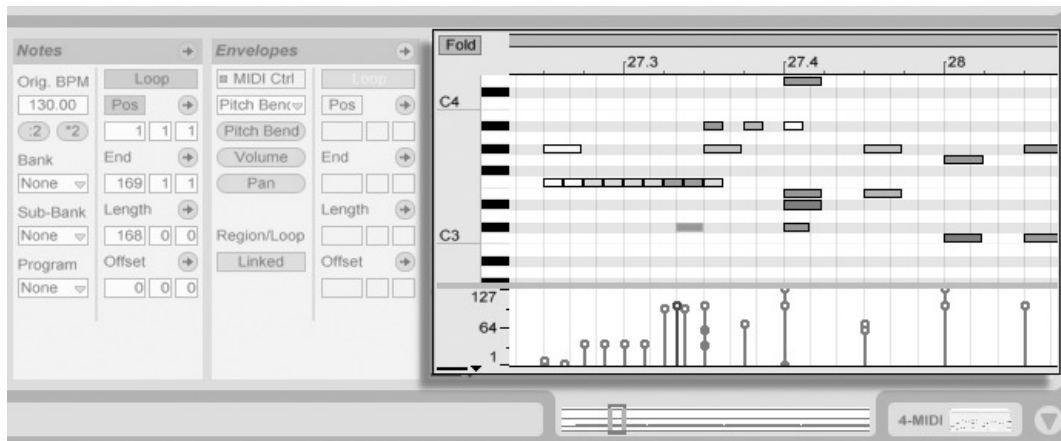 Notes
Orig. BPM
130.00
:2 *2
Bank
None
Sub-Bank
None
Program
None
Loop
Pos
1 1 1
End
169 1 1
Length
168 0 0
Offset
0 0 0
Envelopes
MIDI Ctrl
Pitch Benc
Pitch Bend
Volume
Pan
Region/Loop
Linked
Loop
Pos
End
Length
Offset
Fold
27.3 27.4 28
C4
C3
127
64
1
4-MIDI